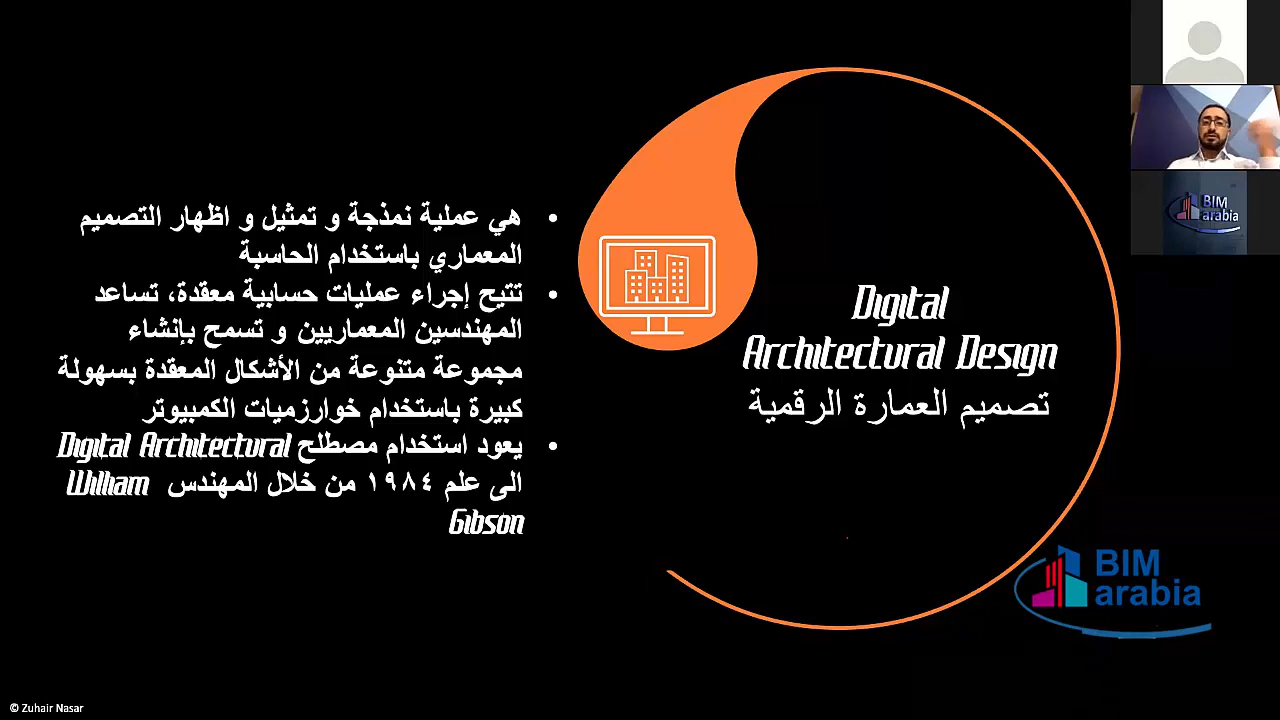 Digital
Architectural Design
تصميم العمارة الرقمية
• هي عملية نمذجة و تمثيل و اظهار التصميم
المعماري باستخدام الحاسبة
• تتيح إجراء عمليات حسابية معقدة، تساعد
المهندسين المعماريين و تسمح بإنشاء
مجموعة متنوعة من الأشكال المعقدة بسهولة
كبيرة باستخدام خوارزميات الكمبيوتر
• يعود استخدام مصطلح Digital Architectural
الى علم ١٩٨٤ من خلال المهندس William
Gibson
BIM
arabia
BIM
arabia
© Zuhair Nasar